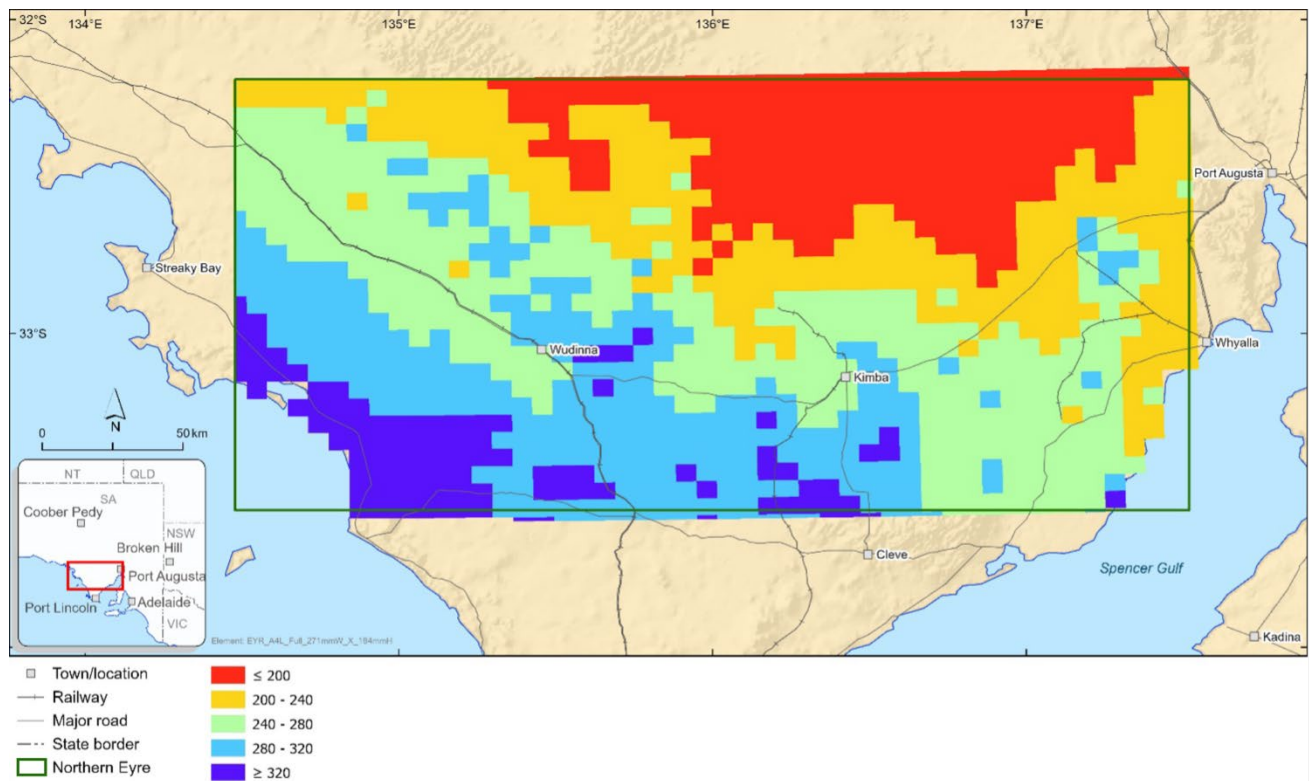 32°S
134°E
135°E
136°E
137°E
Port Augusta
Streaky Bay
33°S
Wudinna
Whyalla
Kimba
N
0 50 km
NT QLD
SA
Coober Pedy
NSW
Broken Hill
Port Augusta
Port Lincoln
Adelaide
VIC
Cleve
Spencer Gulf
Kadina
Element: EYR_A4L_Full_271mmW_X_184mmH
Town/location
Railway
Major road
State border
Northern Eyre
≤ 200
200 - 240
240 - 280
280 - 320
≥ 320